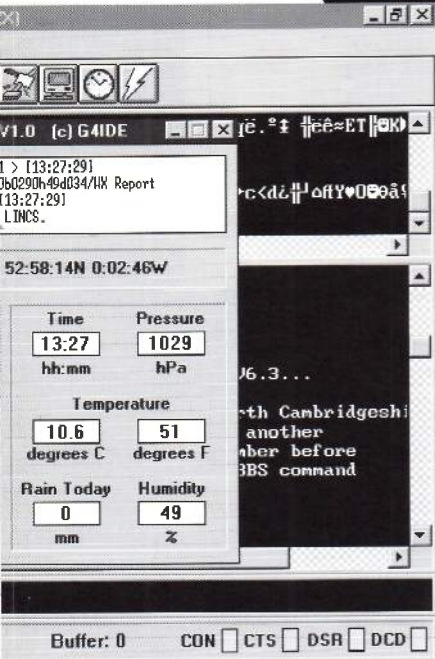 V1.0 (c) G4IDE
1 > [13:27:29]
0b0290h49d034/WX Report
[13:27:29]
LINCS.
52:58:14N 0:02:46W
Time Pressure
13:27 1029
hh:mm hPa
Temperature
10.6 51
degrees C degrees F
Rain Today Humidity
0 49
mm %
V6.3...
rth Cambridgeshi
another
mber before
BBS command
Buffer: 0 CON CTS DSR DCD